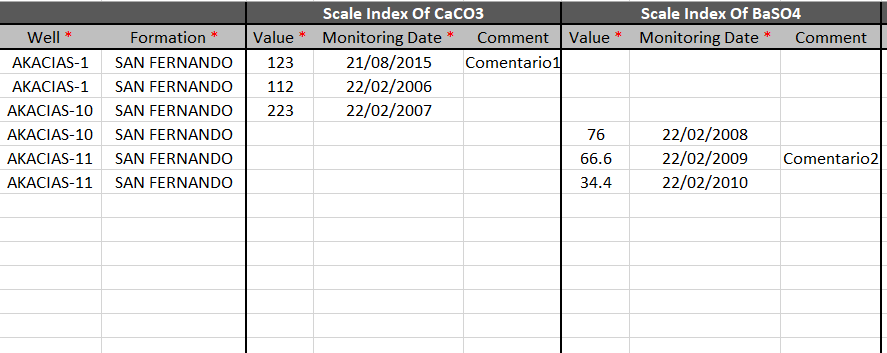 Scale Index Of CaCO3 Scale Index Of BaSO4
Well * Formation * Value * Monitoring Date * Comment Value * Monitoring Date * Comment
AKACIAS-1 SAN FERNANDO 123 21/08/2015 Comentario1
AKACIAS-1 SAN FERNANDO 112 22/02/2006
AKACIAS-10 SAN FERNANDO 223 22/02/2007
AKACIAS-10 SAN FERNANDO 76 22/02/2008
AKACIAS-11 SAN FERNANDO 66.6 22/02/2009 Comentario2
AKACIAS-11 SAN FERNANDO 34.4 22/02/2010